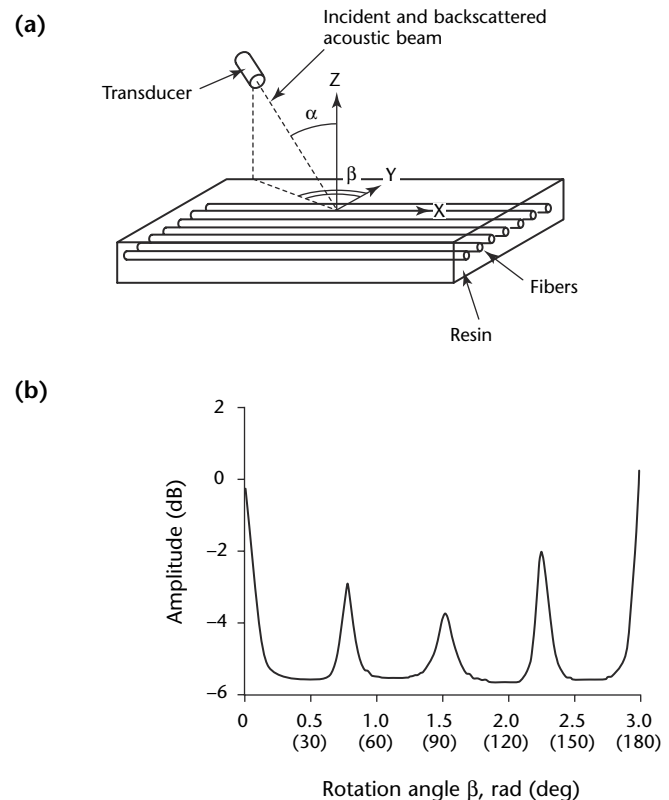 (a)
Incident and backscattered
acoustic beam
Transducer
Z
α
β
Y
X
Fibers
Resin
(b)
2
0
−2
−4
−6
Amplitude (dB)
0 0.5 1.0 1.5 2.0 2.5 3.0
(30) (60) (90) (120) (150) (180)
Rotation angle β, rad (deg)